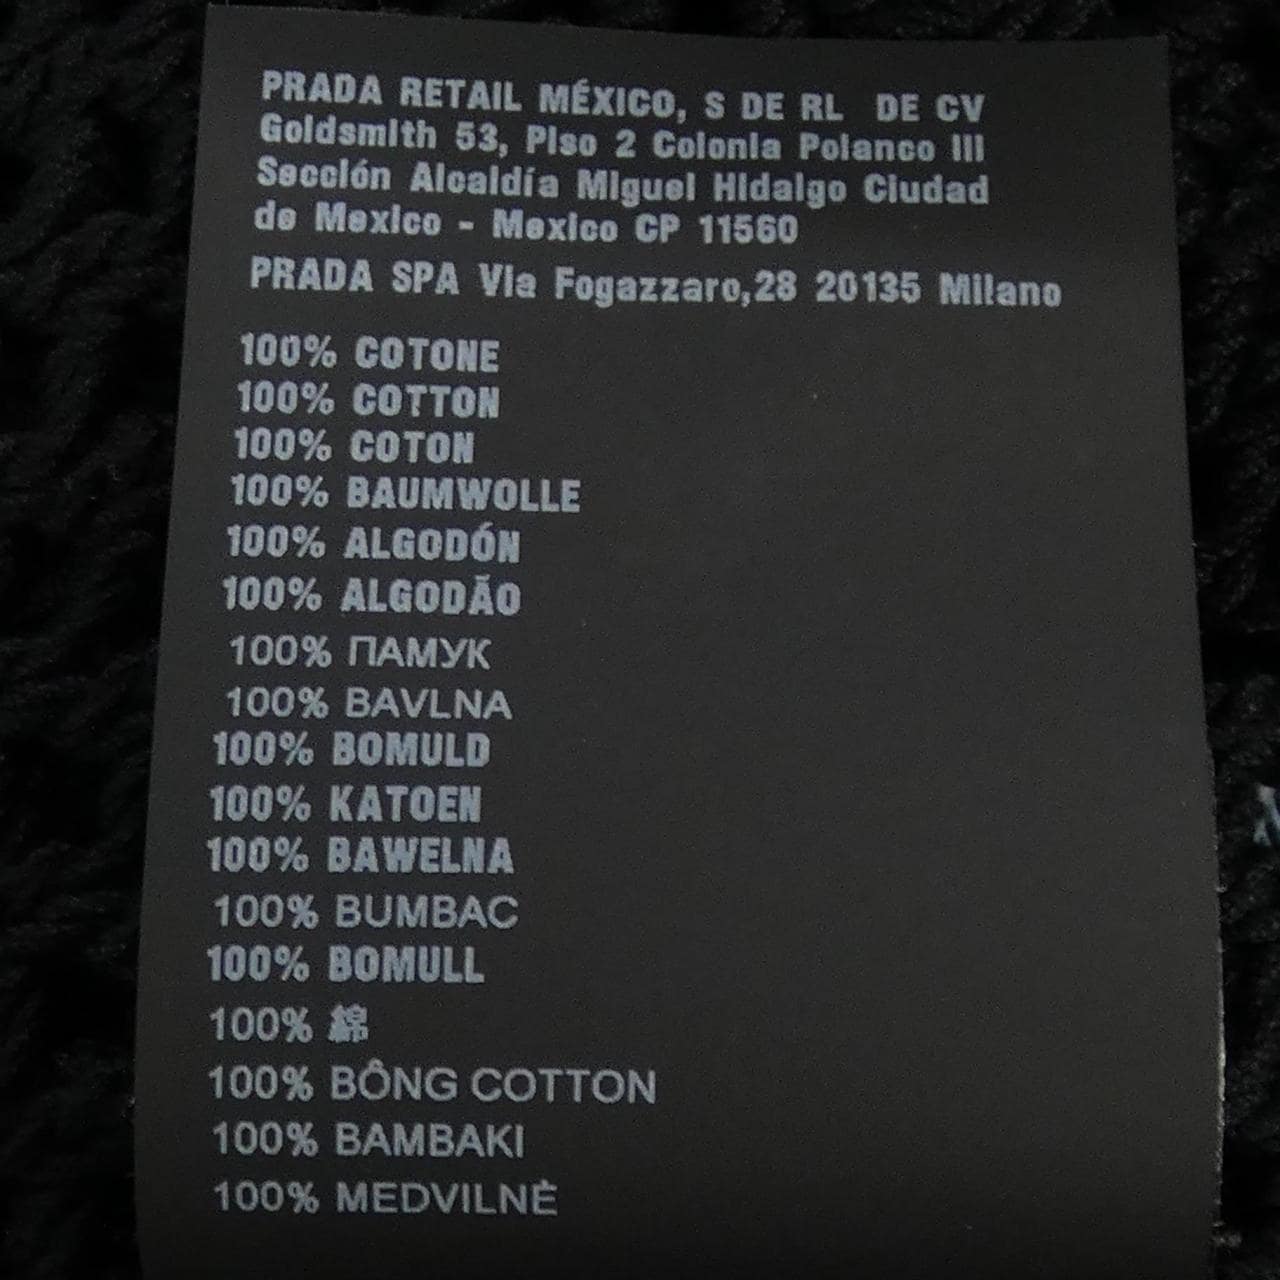 PRADA RETAIL MÉXICO, S DE RL DE CV
Goldsmith 53, Piso 2 Colonia Polanco III
Sección Alcaldía Miguel Hidalgo Ciudad
de Mexico - Mexico CP 11560
PRADA SPA Via Fogazzaro,28 20135 Milano
100% COTONE
100% COTTON
100% COTON
100% BAUMWOLLE
100% ALGODÓN
100% ALGODÃO
100% ПАМУК
100% BAVLNA
100% BOMULD
100% KATOEN
100% BAWELNA
100% BUMBAC
100% BOMULL
100% 綿
100% BÔNG COTTON
100% BAMBAKI
100% MEDVILNĖ